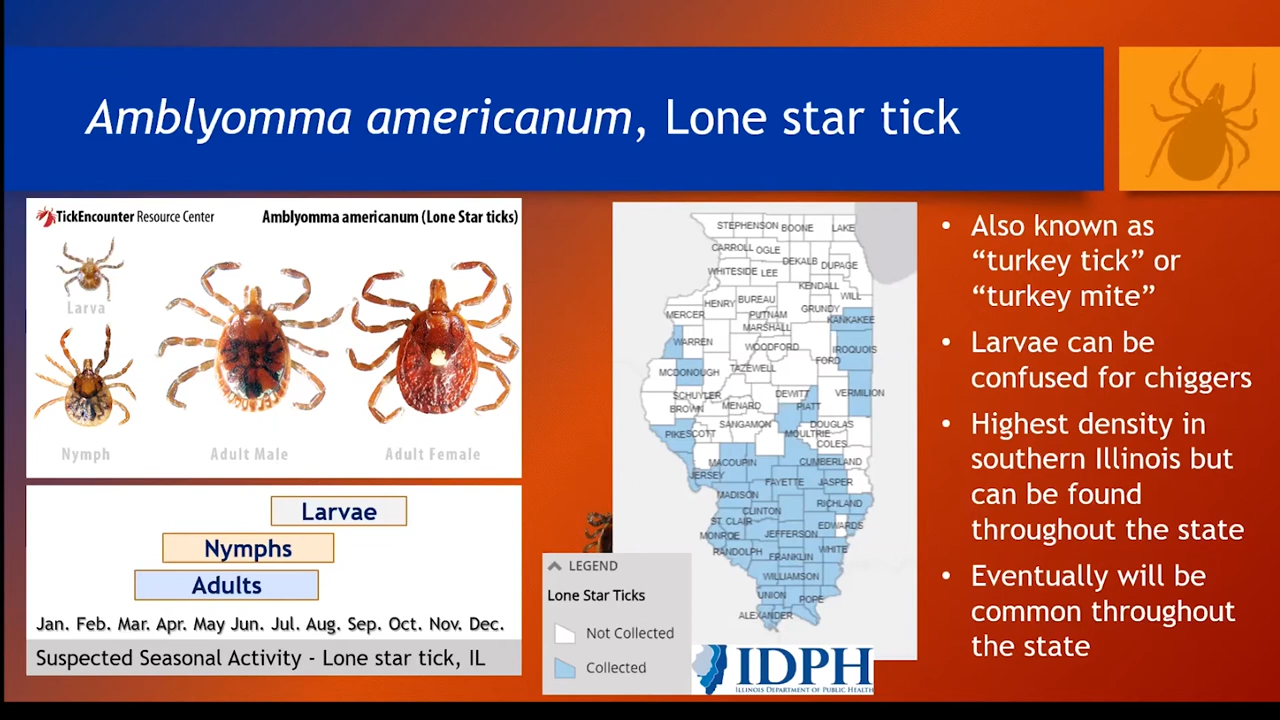 Amblyomma americanum, Lone star tick
TickEncounter Resource Center
Amblyomma americanum (Lone Star ticks)
Larva
Nymph
Adult Male
Adult Female
Larvae
Nymphs
Adults
Jan. Feb. Mar. Apr. May Jun. Jul. Aug. Sep. Oct. Nov. Dec.
Suspected Seasonal Activity - Lone star tick, IL
STEPHENSON
BOONE
LAKE
CARROLL
OGLE
DEKALB
DUPAGE
WHITESIDE
LEE
KENDALL
WILL
HENRY
BUREAU
GRUNDY
MERCER
PUTNAM
KANKAKEE
MARSHALL
WARREN
WOODFORD
IROQUOIS
FORD
MCDONOUGH
TAZEWELL
SCHUYLER
DEWITT
VERMILION
BROWN
MENARD
PIATT
SANGAMON
DOUGLAS
PIKE
SCOTT
MOULTRIE
COLES
MACOUPIN
CUMBERLAND
JERSEY
FAYETTE
JASPER
MADISON
RICHLAND
CLINTON
ST. CLAIR
EDWARDS
MONROE
JEFFERSON
RANDOLPH
WHITE
FRANKLIN
WILLIAMSON
UNION
POPE
ALEXANDER
LEGEND
Lone Star Ticks
Not Collected
Collected
IDPH
ILLINOIS DEPARTMENT OF PUBLIC HEALTH
• Also known as
“turkey tick” or
“turkey mite”
• Larvae can be
confused for chiggers
• Highest density in
southern Illinois but
can be found
throughout the state
• Eventually will be
common throughout
the state